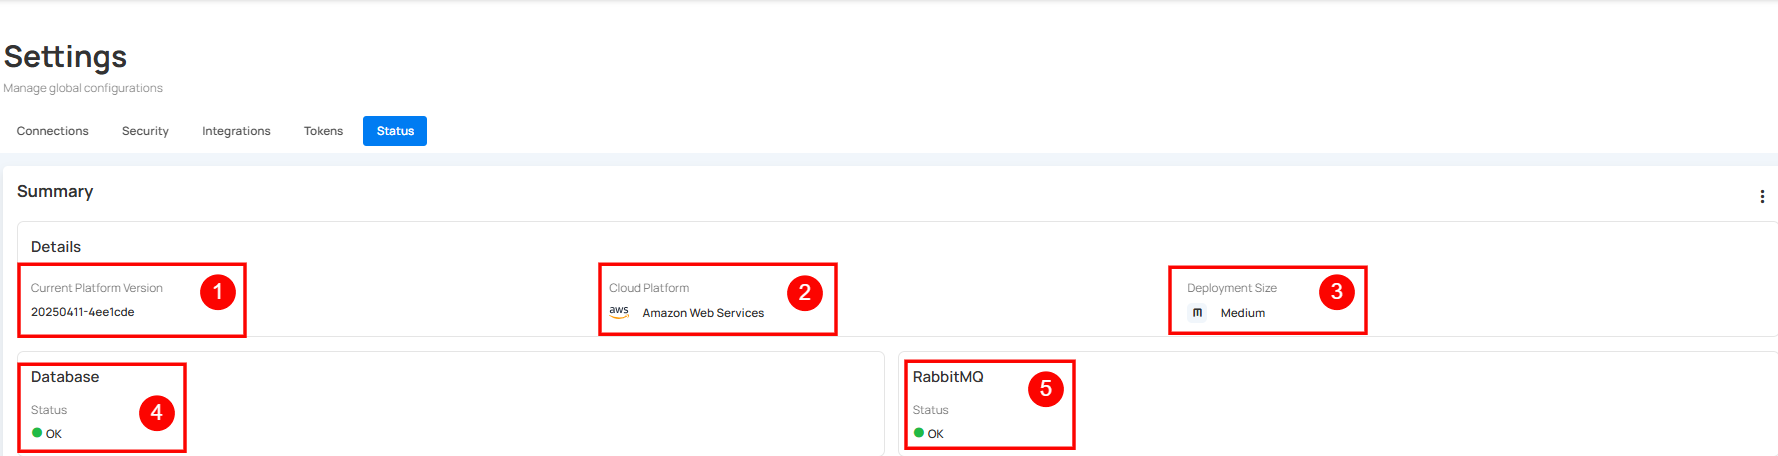 Settings
Manage global configurations
Connections Security Integrations Tokens Status
Summary
Details
Current Platform Version 1
20250411-4ee1cde
Cloud Platform 2
aws Amazon Web Services
Deployment Size 3
m Medium
Database
Status 4
OK
RabbitMQ 5
Status
OK